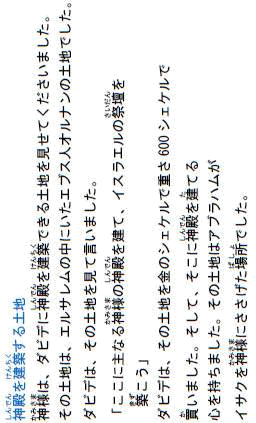 神殿を建築する土地
神様は、ダビデに神殿を建築できる土地を見せてくださいました。
その土地は、エルサレムの中にいたエブス人オルナンの土地でした。
ダビデは、その土地を見て言いました。
「ここに主なる神様の神殿を建て、イスラエルの祭壇を
築こう」
ダビデは、その土地を金のシェケルで重さ 600 シェケルで
買いました。そして、そこに神殿を建てる
心を持ちました。その土地はアブラハムが
イサクを神様にささげた場所でした。